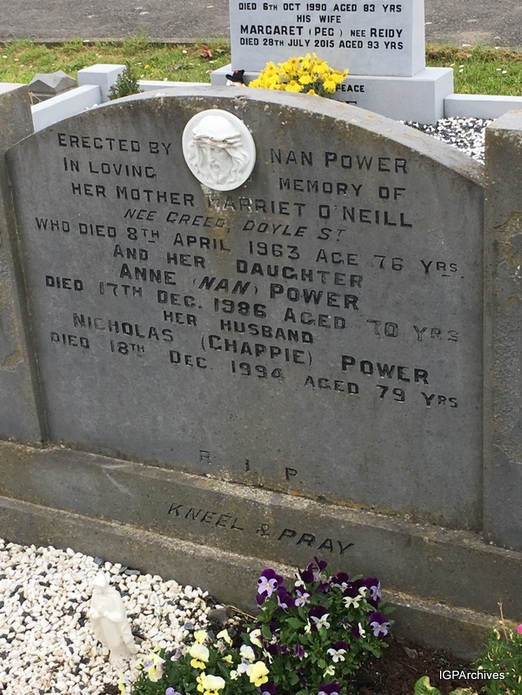 DIED 6TH OCT 1990 AGED 83 YRS
HIS WIFE
MARGARET (PEG) NEE REIDY
DIED 28TH JULY 2015 AGED 93 YRS
PEACE
ERECTED BY NAN POWER
IN LOVING MEMORY OF
HER MOTHER HARRIET O'NEILL
NEE CREED, DOYLE ST
WHO DIED 8TH APRIL 1963 AGE 76 YRS.
AND HER DAUGHTER
ANNE (NAN) POWER
DIED 17TH DEC. 1986 AGED 70 YRS
HER HUSBAND
NICHOLAS (CHAPPIE) POWER
DIED 18TH DEC. 1994 AGED 79 YRS
R. I. P.
KNEEL & PRAY
IGPArchives